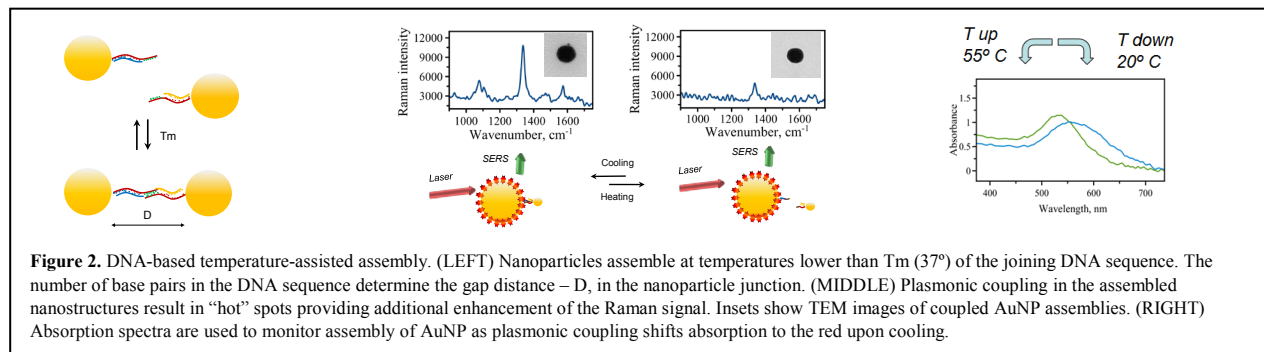 Tm
D
Raman intensity
12000
9000
6000
3000
1000 1200 1400 1600
Wavenumber, cm-1
SERS
Laser
Cooling
Heating
Raman intensity
12000
9000
6000
3000
1000 1200 1400 1600
Wavenumber, cm-1
SERS
Laser
T up
55º C
T down
20º C
Absorbance
1.5
1
0.5
0
400 500 600 700
Wavelength, nm
Figure 2. DNA-based temperature-assisted assembly. (LEFT) Nanoparticles assemble at temperatures lower than Tm (37º) of the joining DNA sequence. The
number of base pairs in the DNA sequence determine the gap distance – D, in the nanoparticle junction. (MIDDLE) Plasmonic coupling in the assembled
nanostructures result in “hot” spots providing additional enhancement of the Raman signal. Insets show TEM images of coupled AuNP assemblies. (RIGHT)
Absorption spectra are used to monitor assembly of AuNP as plasmonic coupling shifts absorption to the red upon cooling.